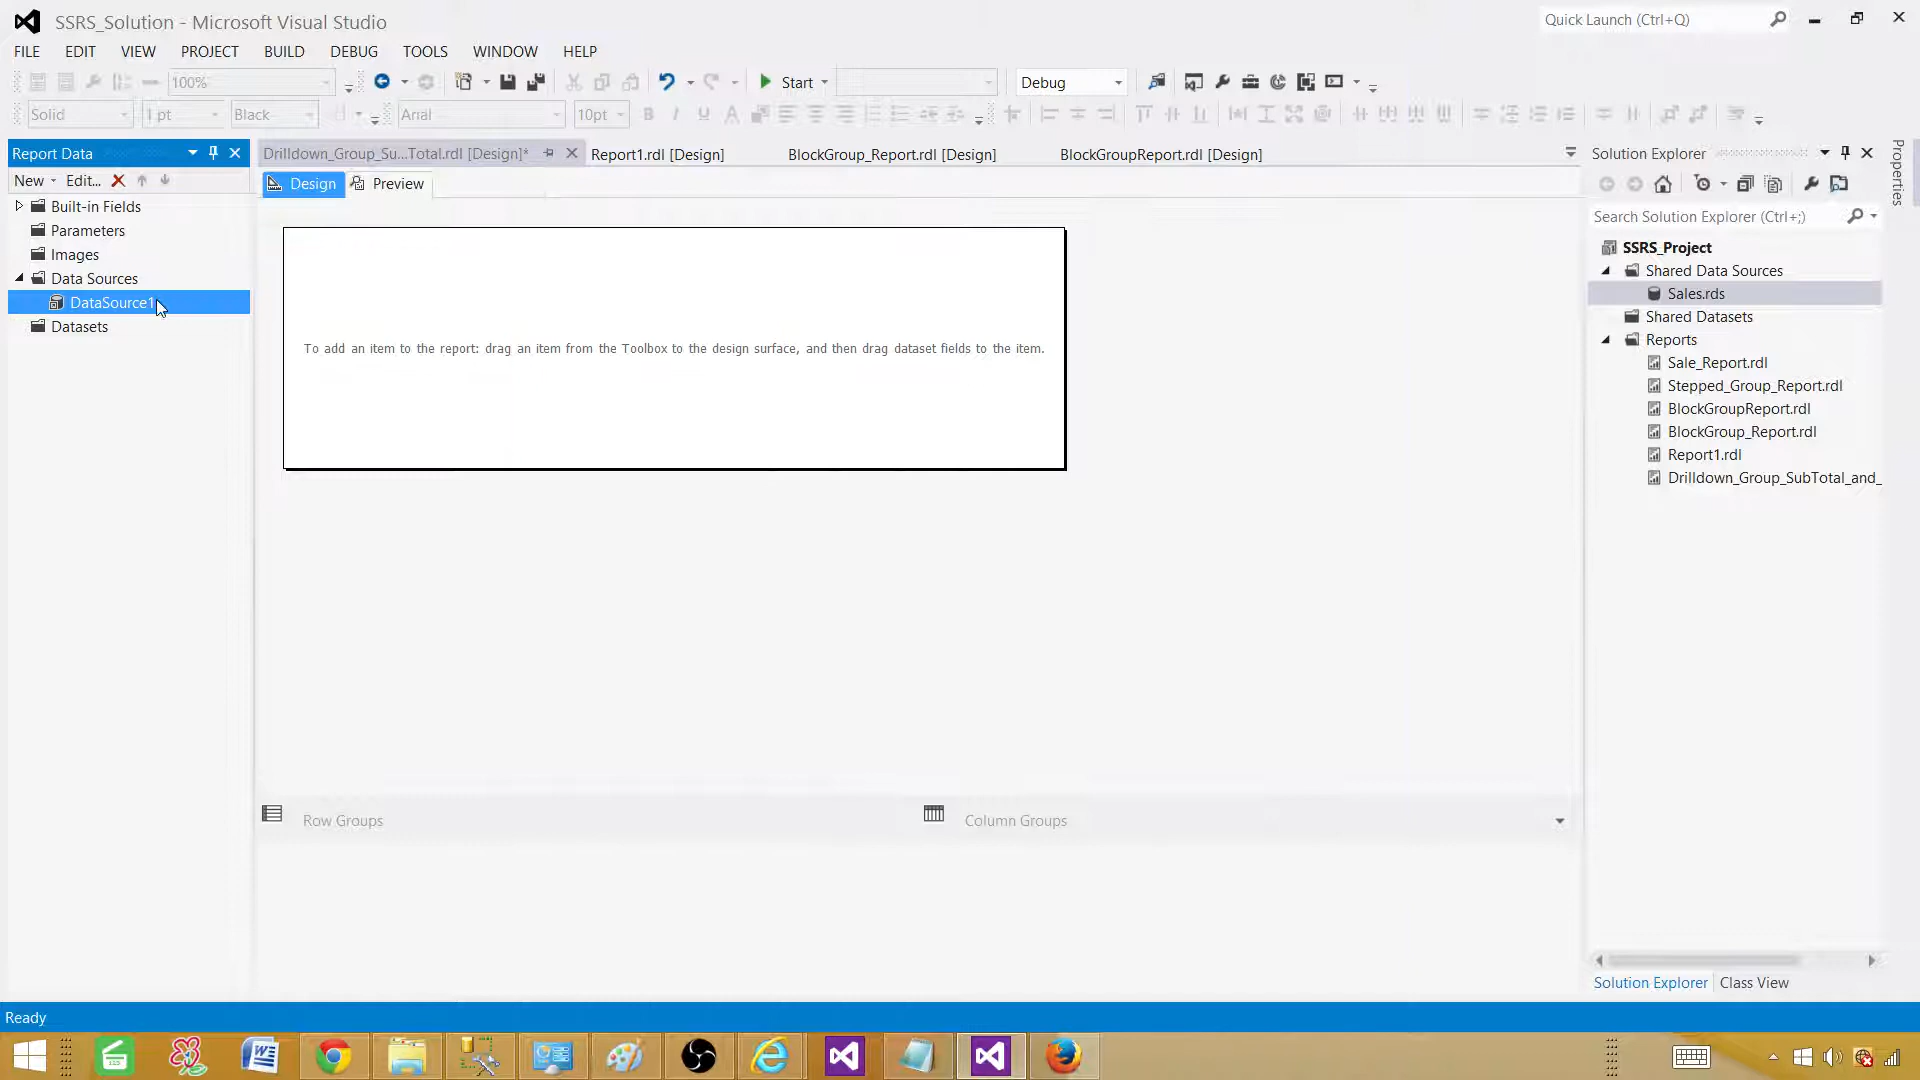 SSRS_Solution - Microsoft Visual Studio
Quick Launch (Ctrl+Q)
FILE EDIT VIEW PROJECT BUILD DEBUG TOOLS WINDOW HELP
100% Start Debug
Solid 1 pt Black Arial 10pt B I U A
Report Data
Drilldown_Group_Su...Total.rdl [Design]* Report1.rdl [Design] BlockGroup_Report.rdl [Design] BlockGroupReport.rdl [Design]
Solution Explorer
Properties
New Edit...
Design Preview
Built-in Fields
Parameters
Images
Data Sources
DataSource1
Datasets
To add an item to the report: drag an item from the Toolbox to the design surface, and then drag dataset fields to the item.
Row Groups
Column Groups
Search Solution Explorer (Ctrl+;)
SSRS_Project
Shared Data Sources
Sales.rds
Shared Datasets
Reports
Sale_Report.rdl
Stepped_Group_Report.rdl
BlockGroupReport.rdl
BlockGroup_Report.rdl
Report1.rdl
Drilldown_Group_SubTotal_and_
Solution Explorer Class View
Ready